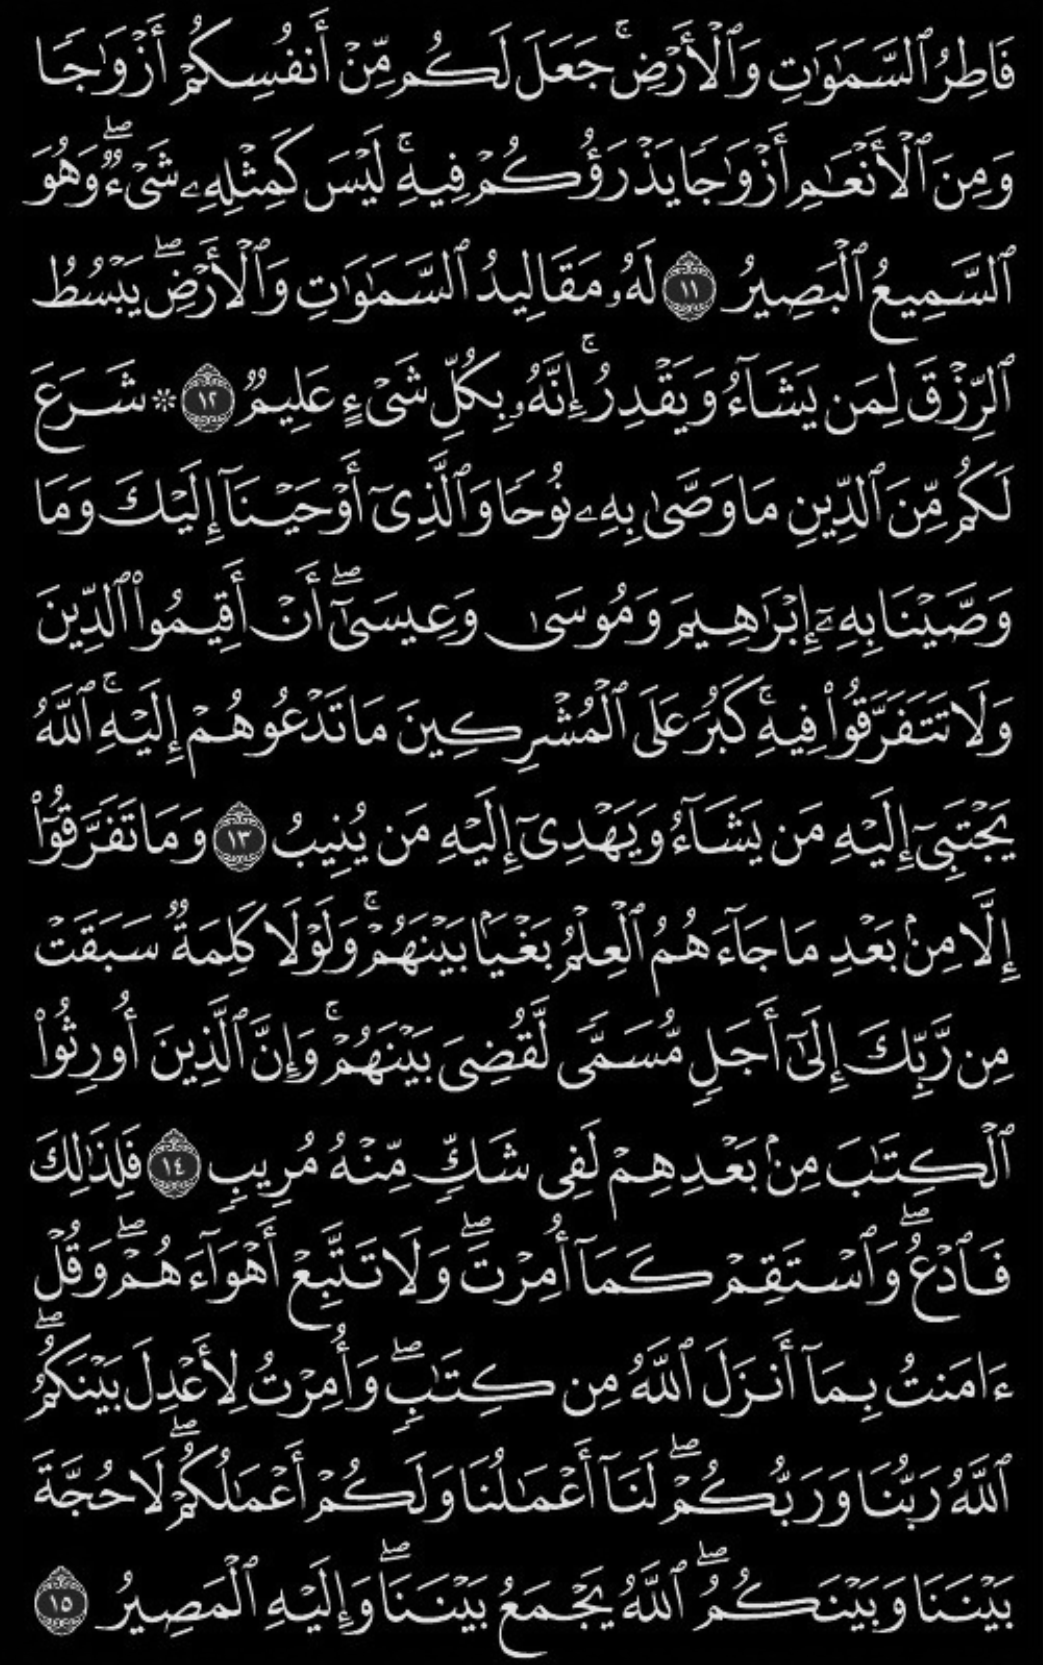 فَاطِرُ ٱلسَّمَٰوَٰتِ وَٱلْأَرْضِۚ جَعَلَ لَكُم مِّنْ أَنفُسِكُمْ أَزْوَٰجًا
وَمِنَ ٱلْأَنْعَٰمِ أَزْوَٰجًا يَذْرَؤُكُمْ فِيهِۚ لَيْسَ كَمِثْلِهِۦ شَىْءٌۖ وَهُوَ
ٱلسَّمِيعُ ٱلْبَصِيرُ ١١ لَهُۥ مَقَالِيدُ ٱلسَّمَٰوَٰتِ وَٱلْأَرْضِۖ يَبْسُطُ
ٱلرِّزْقَ لِمَن يَشَآءُ وَيَقْدِرُۚ إِنَّهُۥ بِكُلِّ شَىْءٍ عَلِيمٌ ١٢ ۞ شَرَعَ
لَكُم مِّنَ ٱلدِّينِ مَا وَصَّىٰ بِهِۦ نُوحًا وَٱلَّذِىٓ أَوْحَيْنَآ إِلَيْكَ وَمَا
وَصَّيْنَا بِهِۦٓ إِبْرَٰهِيمَ وَمُوسَىٰ وَعِيسَىٰٓۖ أَنْ أَقِيمُوا۟ ٱلدِّينَ
وَلَا تَتَفَرَّقُوا۟ فِيهِۚ كَبُرَ عَلَى ٱلْمُشْرِكِينَ مَا تَدْعُوهُمْ إِلَيْهِۚ ٱللَّهُ
يَجْتَبِىٓ إِلَيْهِ مَن يَشَآءُ وَيَهْدِىٓ إِلَيْهِ مَن يُنِيبُ ١٣ وَمَا تَفَرَّقُوٓا۟
إِلَّا مِنۢ بَعْدِ مَا جَآءَهُمُ ٱلْعِلْمُ بَغْيًۢا بَيْنَهُمْۚ وَلَوْلَا كَلِمَةٌ سَبَقَتْ
مِن رَّبِّكَ إِلَىٰٓ أَجَلٍ مُّسَمًّى لَّقُضِىَ بَيْنَهُمْۚ وَإِنَّ ٱلَّذِينَ أُورِثُوا۟
ٱلْكِتَٰبَ مِنۢ بَعْدِهِمْ لَفِى شَكٍّ مِّنْهُ مُرِيبٍ ١٤ فَلِذَٰلِكَ
فَٱدْعُۖ وَٱسْتَقِمْ كَمَآ أُمِرْتَۖ وَلَا تَتَّبِعْ أَهْوَآءَهُمْۖ وَقُلْ
ءَامَنتُ بِمَآ أَنزَلَ ٱللَّهُ مِن كِتَٰبٍۖ وَأُمِرْتُ لِأَعْدِلَ بَيْنَكُمُۖ
ٱللَّهُ رَبُّنَا وَرَبُّكُمْۖ لَنَآ أَعْمَٰلُنَا وَلَكُمْ أَعْمَٰلُكُمْۖ لَا حُجَّةَ
بَيْنَنَا وَبَيْنَكُمُۖ ٱللَّهُ يَجْمَعُ بَيْنَنَاۖ وَإِلَيْهِ ٱلْمَصِيرُ ١٥